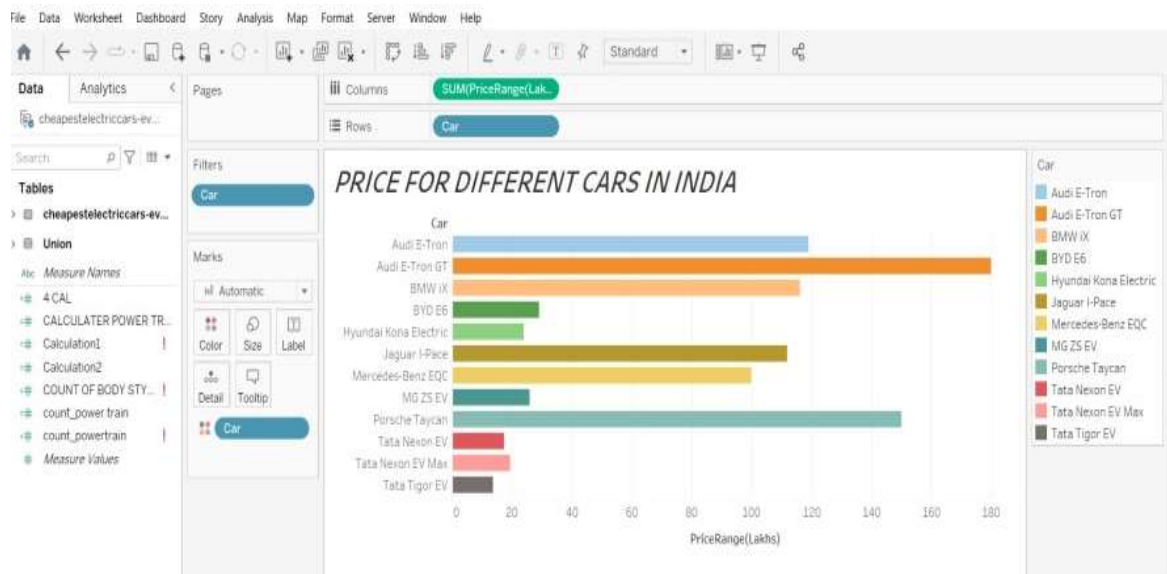 File Data Worksheet Dashboard Story Analysis Map Format Server Window Help
Standard
Data Analytics
cheapestelectriccars-ev...
Search
Tables
cheapestelectriccars-ev...
Union
Abc Measure Names
4 CAL
CALCULATER POWER TR...
Calculation1 !
Calculation2
COUNT OF BODY STY... !
count_power train
count_powertrain !
Measure Values
Pages
Filters
Car
Marks
Automatic
Color Size Label
Detail Tooltip
Car
Columns SUM(PriceRange(Lak..
Rows Car
PRICE FOR DIFFERENT CARS IN INDIA
Car
Audi E-Tron
Audi E-Tron GT
BMW iX
BYD E6
Hyundai Kona Electric
Jaguar I-Pace
Mercedes-Benz EQC
MG ZS EV
Porsche Taycan
Tata Nexon EV
Tata Nexon EV Max
Tata Tigor EV
0 20 40 60 80 100 120 140 160 180
PriceRange(Lakhs)
Car
Audi E-Tron
Audi E-Tron GT
BMW iX
BYD E6
Hyundai Kona Electric
Jaguar I-Pace
Mercedes-Benz EQC
MG ZS EV
Porsche Taycan
Tata Nexon EV
Tata Nexon EV Max
Tata Tigor EV